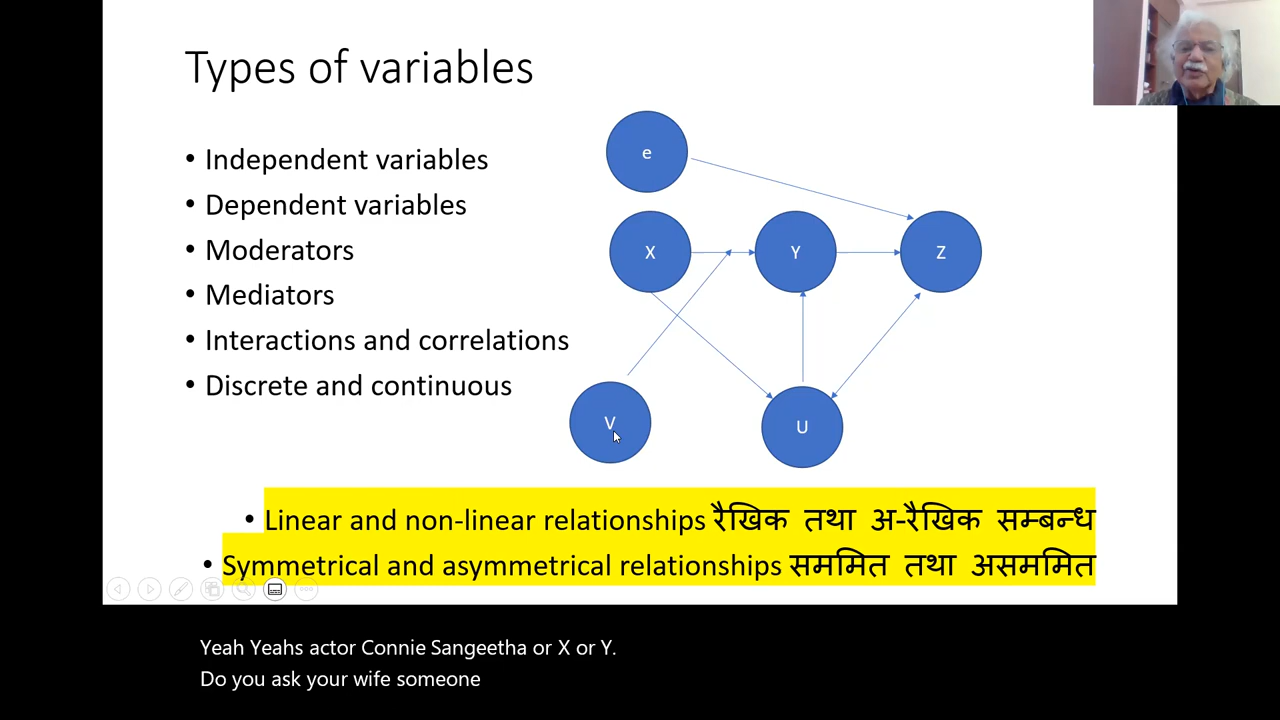 Types of variables
• Independent variables
• Dependent variables
• Moderators
• Mediators
• Interactions and correlations
• Discrete and continuous
e
X
Y
Z
V
U
• Linear and non-linear relationships रैखिक तथा अ-रैखिक सम्बन्ध
• Symmetrical and asymmetrical relationships सममित तथा असममित
Yeah Yeahs actor Connie Sangeetha or X or Y.
Do you ask your wife someone